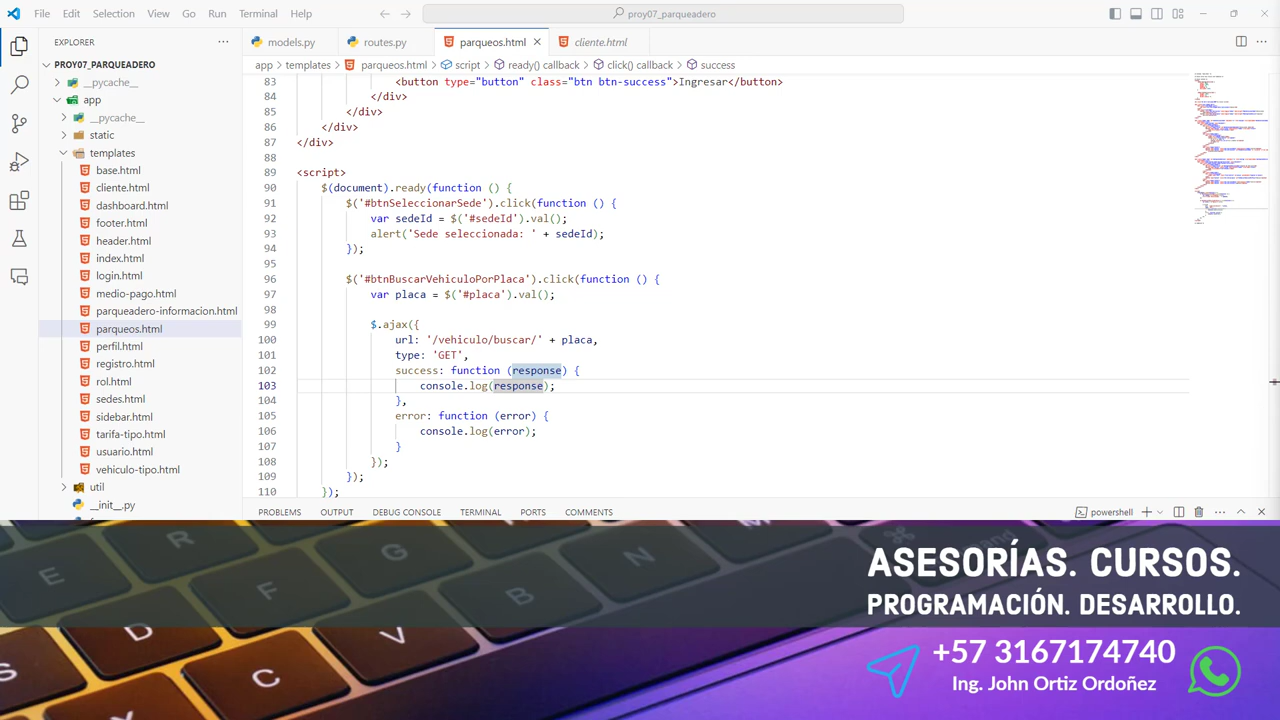 File Edit Selection View Go Run Terminal Help
proy07_parqueadero
EXPLORER
models.py routes.py parqueos.html cliente.html
PROY07_PARQUEADERO
app > templates > parqueos.html > script > ready() callback > click() callback > success
__pycache__
app
__pycache__
static
templates
base.html
cliente.html
dashboard.html
footer.html
header.html
index.html
login.html
medio-pago.html
parqueadero-informacion.html
parqueos.html
perfil.html
registro.html
rol.html
sedes.html
sidebar.html
tarifa-tipo.html
usuario.html
vehiculo-tipo.html
util
__init__.py
83 <button type="button" class="btn btn-success">Ingresar</button>
84 </div>
85 </div>
86 </div>
87 </div>
88
89 <script>
90 $(document).ready(function () {
91 $('#btnSeleccionarSede').click(function () {
92 var sedeId = $('#sedeId').val();
93 alert('Sede seleccionada: ' + sedeId);
94 });
95
96 $('#btnBuscarVehiculoPorPlaca').click(function () {
97 var placa = $('#placa').val();
98
99 $.ajax({
100 url: '/vehiculo/buscar/' + placa,
101 type: 'GET',
102 success: function (response) {
103 console.log(response);
104 },
105 error: function (error) {
106 console.log(error);
107 }
108 });
109 });
110 });
PROBLEMS OUTPUT DEBUG CONSOLE TERMINAL PORTS COMMENTS
powershell
ASESORÍAS. CURSOS.
PROGRAMACIÓN. DESARROLLO.
+57 3167174740
Ing. John Ortiz Ordoñez